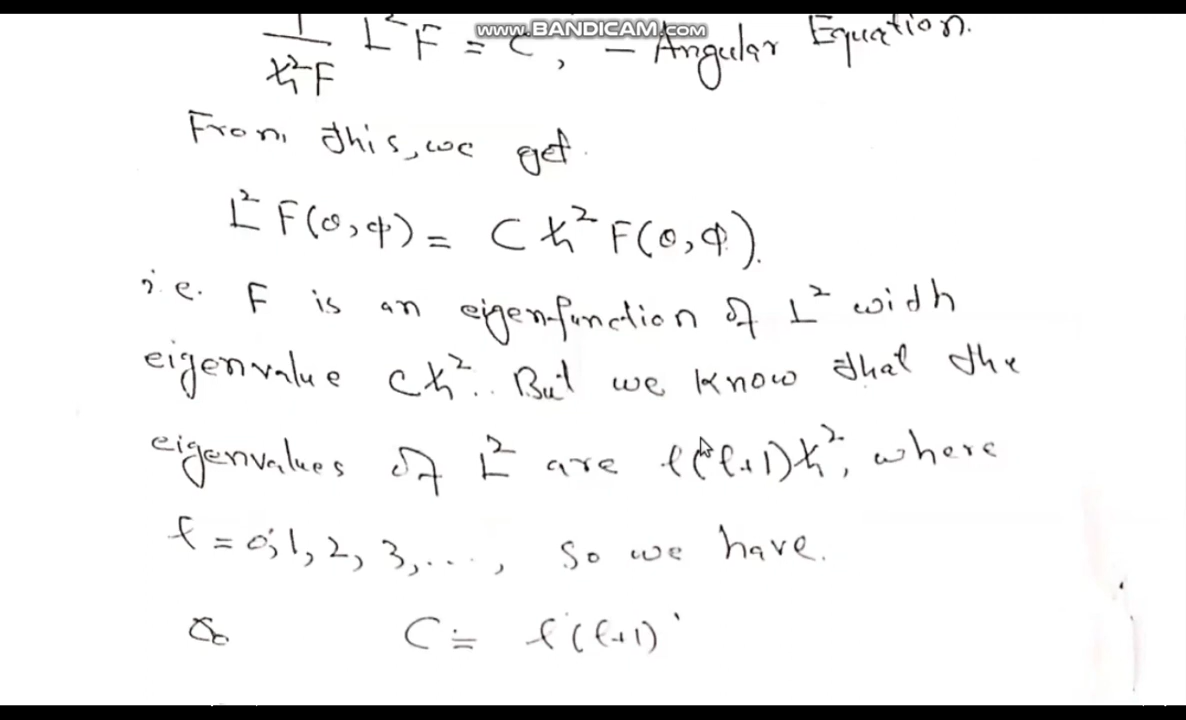 www.BANDICAM.com
1/ħ²F L²F = C, – Angular Equation.
From this, we get.
L² F(θ,φ) = C ħ² F(θ,φ).
i.e. F is an eigenfunction of L² with
eigenvalue Cħ². But we know that the
eigenvalues of L² are ℓ(ℓ+1)ħ², where
ℓ = 0, 1, 2, 3, ..., so we have.
C = ℓ(ℓ+1)